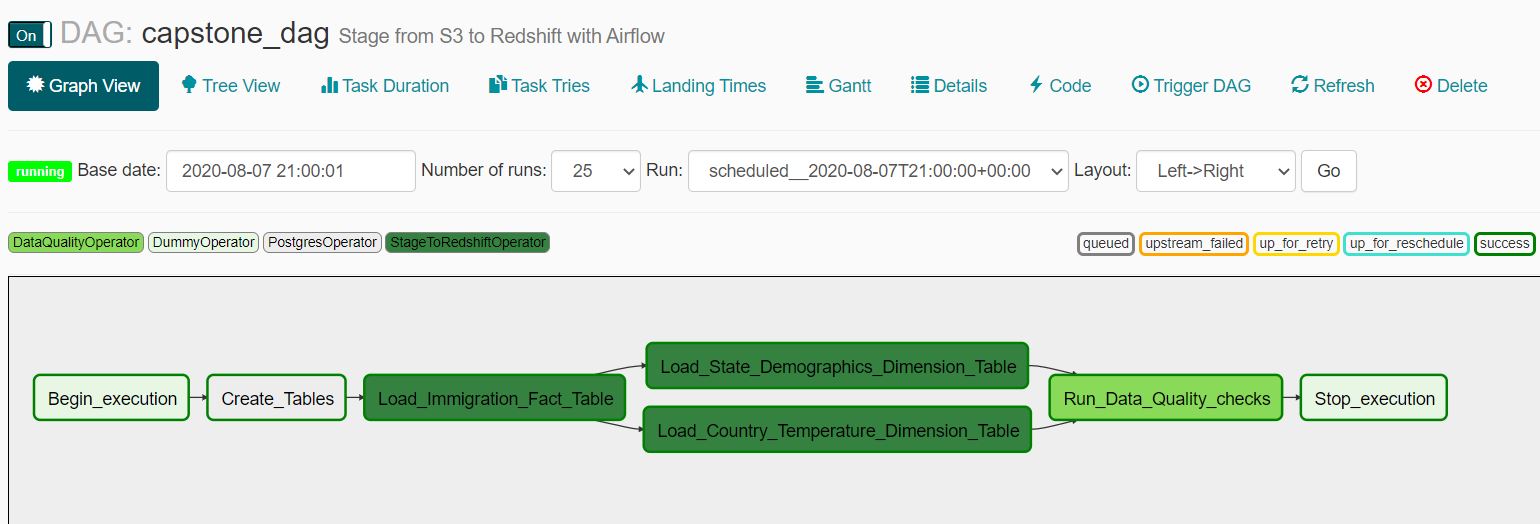 On DAG: capstone_dag Stage from S3 to Redshift with Airflow
Graph View Tree View Task Duration Task Tries Landing Times Gantt Details Code Trigger DAG Refresh Delete
running Base date: 2020-08-07 21:00:01 Number of runs: 25 Run: scheduled__2020-08-07T21:00:00+00:00 Layout: Left->Right Go
DataQualityOperator DummyOperator PostgresOperator StageToRedshiftOperator queued upstream_failed up_for_retry up_for_reschedule success
Begin_execution
Create_Tables
Load_Immigration_Fact_Table
Load_State_Demographics_Dimension_Table
Load_Country_Temperature_Dimension_Table
Run_Data_Quality_checks
Stop_execution